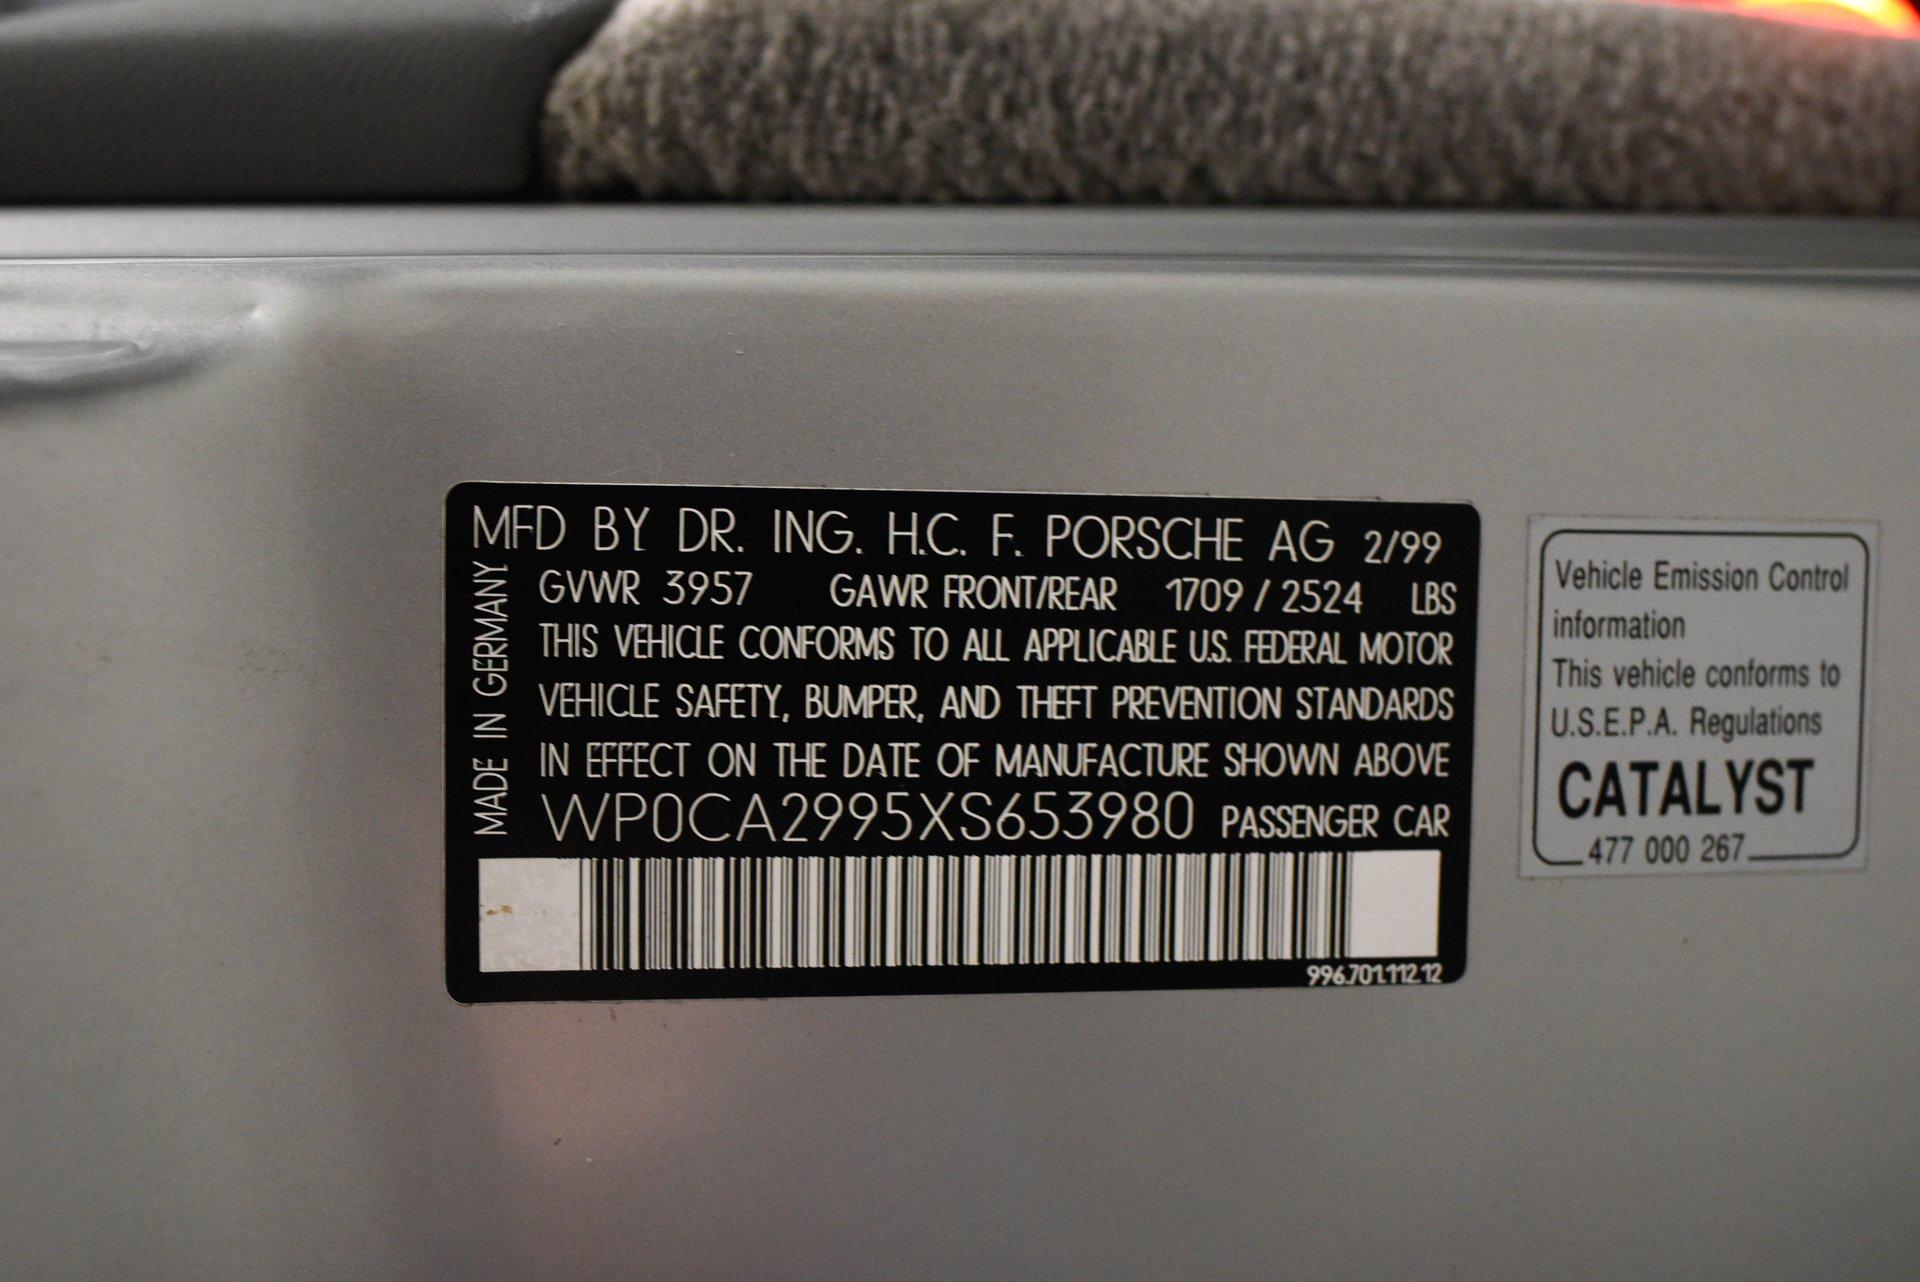 MFD BY DR. ING. H.C. F. PORSCHE AG 2/99
GVWR 3957 GAWR FRONT/REAR 1709 / 2524 LBS
THIS VEHICLE CONFORMS TO ALL APPLICABLE U.S. FEDERAL MOTOR
VEHICLE SAFETY, BUMPER, AND THEFT PREVENTION STANDARDS
IN EFFECT ON THE DATE OF MANUFACTURE SHOWN ABOVE
WP0CA2995XS653980 PASSENGER CAR
996.701.112.12
MADE IN GERMANY
Vehicle Emission Control
information
This vehicle conforms to
U.S.E.P.A. Regulations
CATALYST
477 000 267